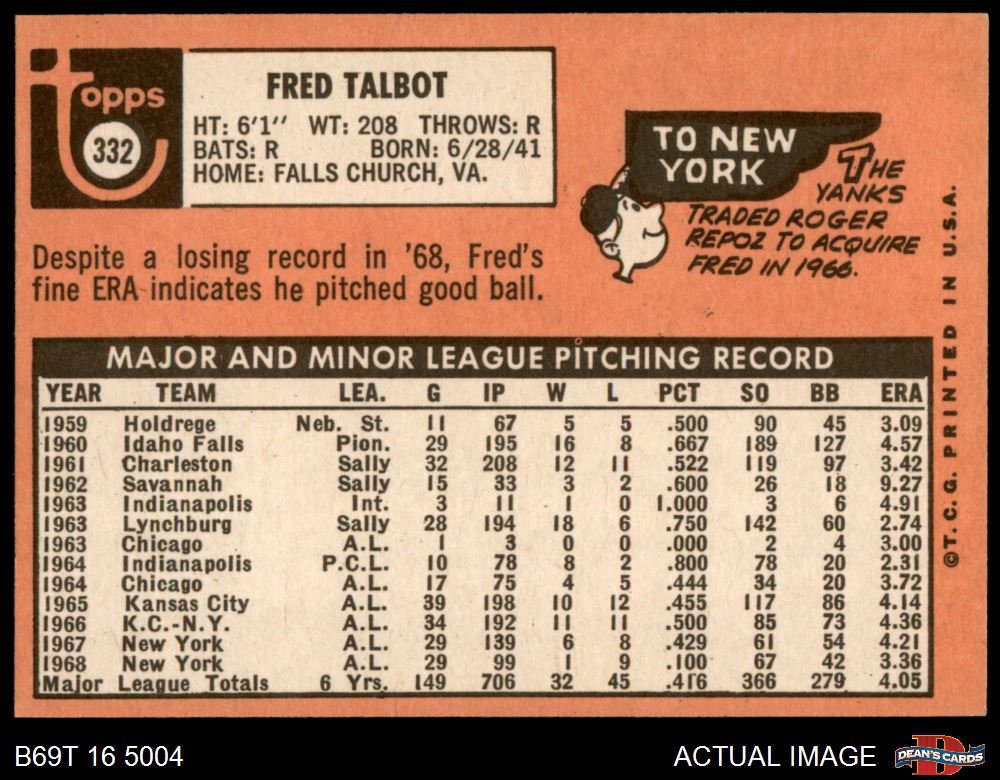 topps
332
FRED TALBOT
HT: 6'1" WT: 208 THROWS: R
BATS: R BORN: 6/28/41
HOME: FALLS CHURCH, VA.
TO NEW
YORK
THE
YANKS
TRADED ROGER
REPOZ TO ACQUIRE
FRED IN 1966.
Despite a losing record in '68, Fred's
fine ERA indicates he pitched good ball.
MAJOR AND MINOR LEAGUE PITCHING RECORD
YEAR TEAM LEA. G IP W L PCT SO BB ERA
1959 Holdrege Neb. St. 11 67 5 5 .500 90 45 3.09
1960 Idaho Falls Pion. 29 195 16 8 .667 189 127 4.57
1961 Charleston Sally 32 208 12 11 .522 119 97 3.42
1962 Savannah Sally 15 33 3 2 .600 26 18 9.27
1963 Indianapolis Int. 3 11 1 0 1.000 3 6 4.91
1963 Lynchburg Sally 28 194 18 6 .750 142 60 2.74
1963 Chicago A.L. 1 3 0 0 .000 2 4 3.00
1964 Indianapolis P.C.L. 10 78 8 2 .800 78 20 2.31
1964 Chicago A.L. 17 75 4 5 .444 34 20 3.72
1965 Kansas City A.L. 39 198 10 12 .455 117 86 4.14
1966 K.C.-N.Y. A.L. 34 192 11 11 .500 85 73 4.36
1967 New York A.L. 29 139 6 8 .429 61 54 4.21
1968 New York A.L. 29 99 1 9 .100 67 42 3.36
Major League Totals 6 Yrs. 149 706 32 45 .416 366 279 4.05
©T.C.G. PRINTED IN U.S.A.
B69T 16 5004
ACTUAL IMAGE
DEAN'S CARDS